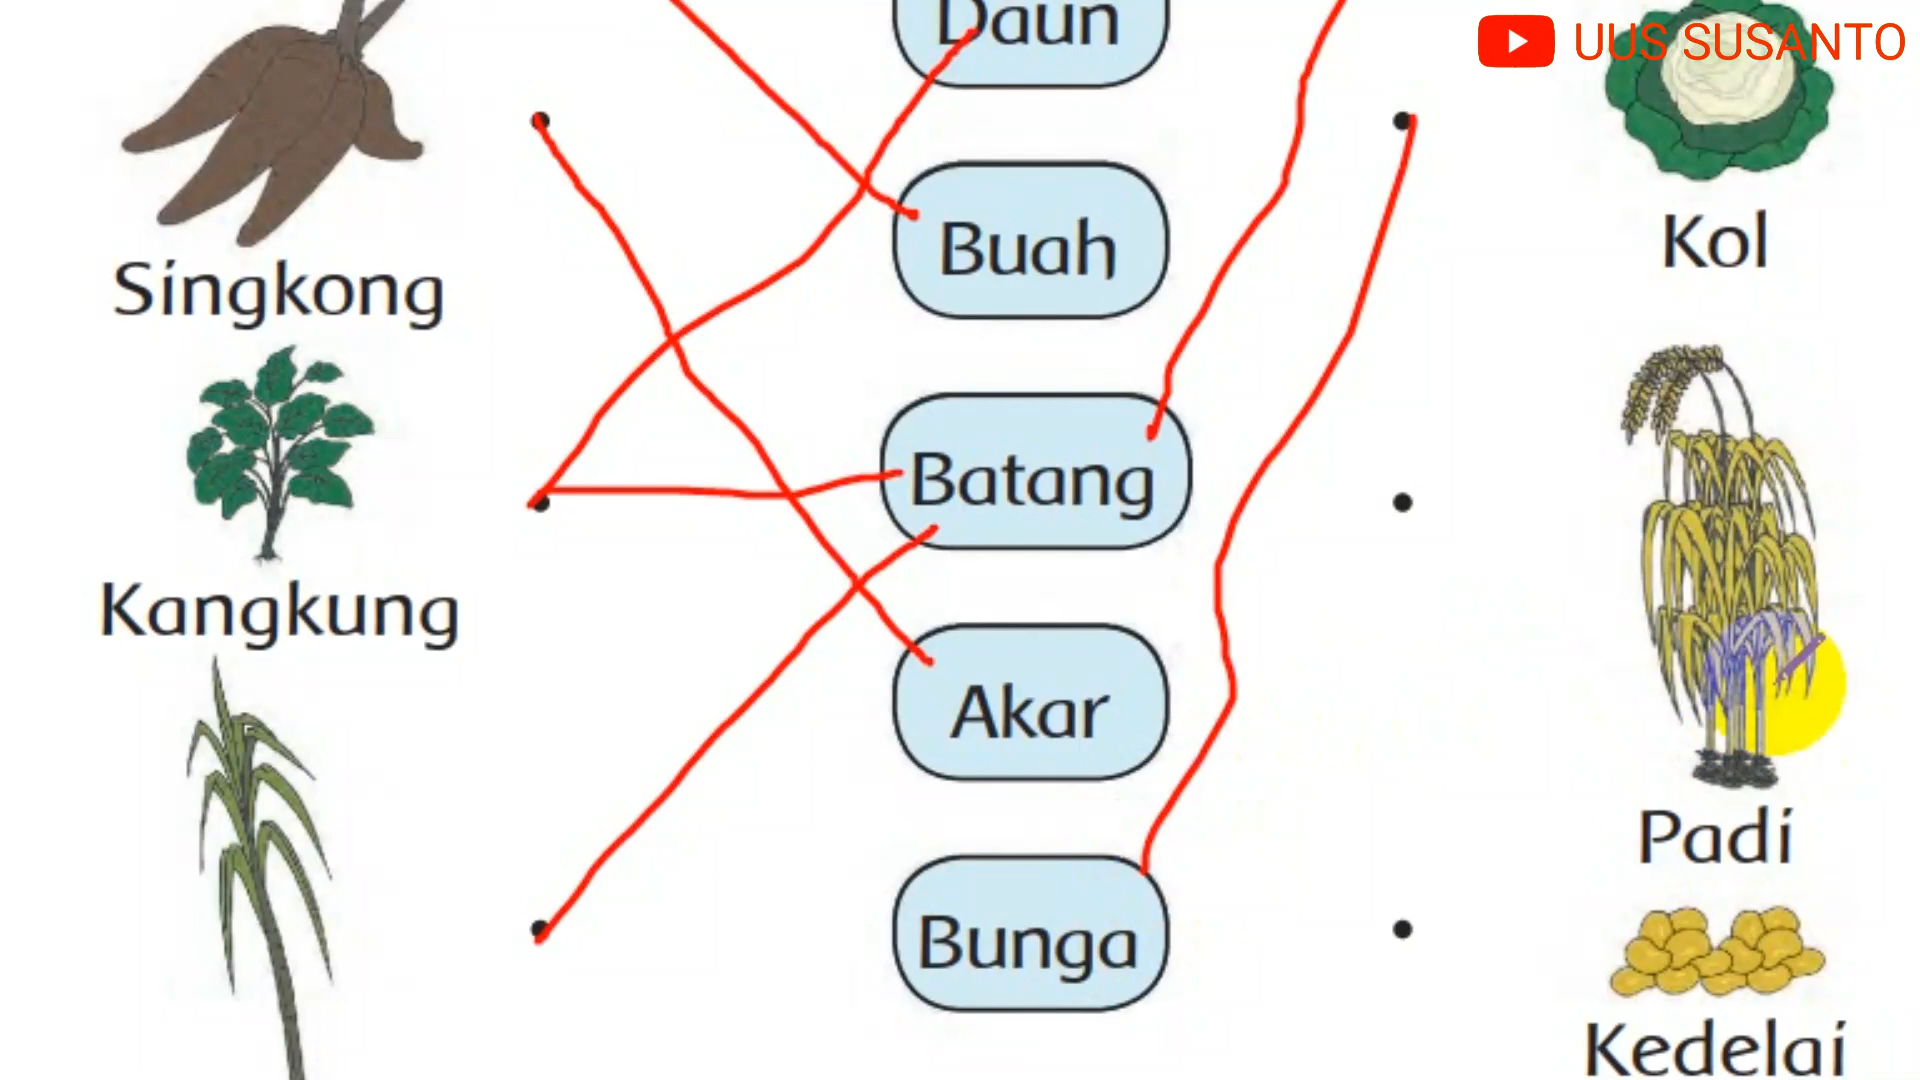 Daun
UUS SUSANTO
Buah
Kol
Singkong
Batang
Kangkung
Akar
Padi
Bunga
Kedelai